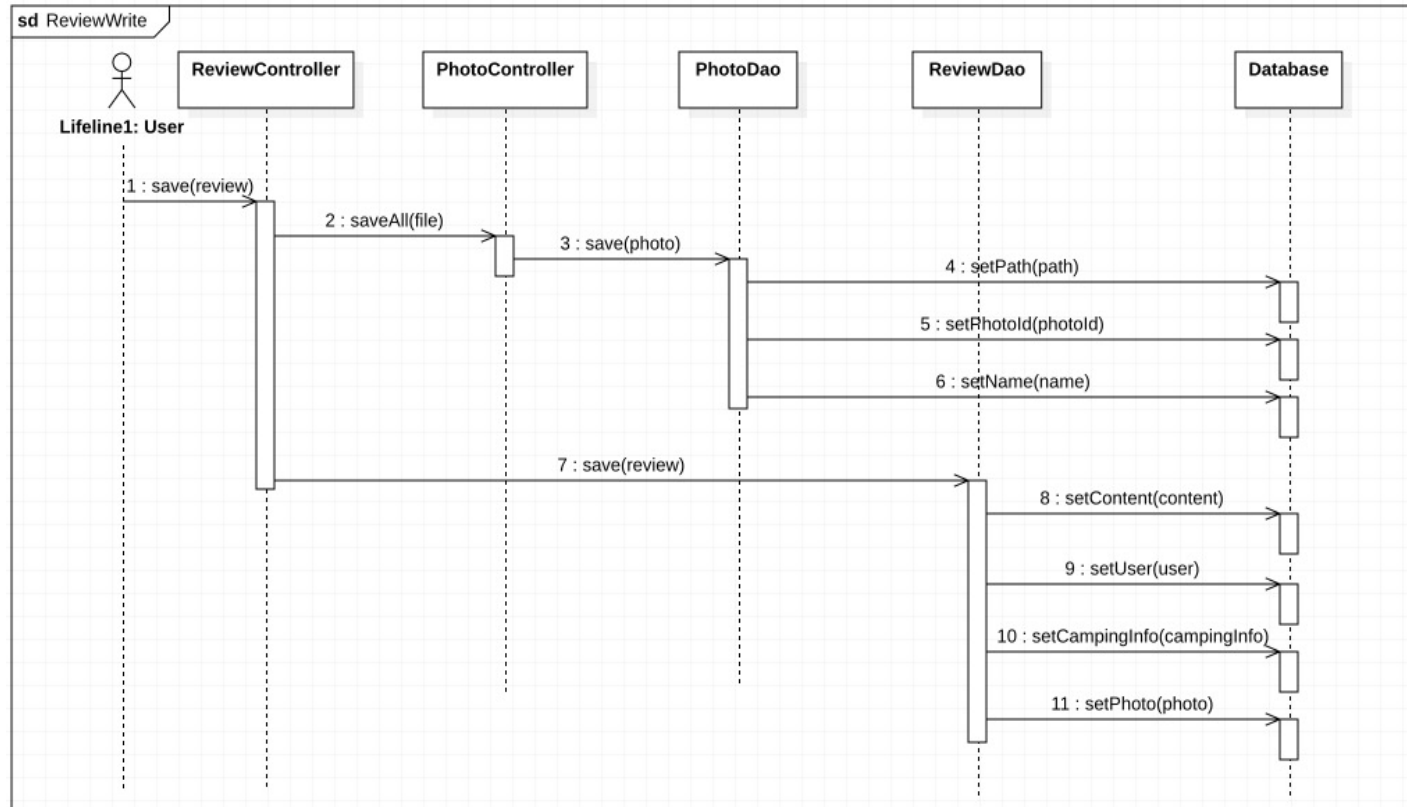 sd ReviewWrite
ReviewController
PhotoController
PhotoDao
ReviewDao
Database
Lifeline1: User
1 : save(review)
2 : saveAll(file)
3 : save(photo)
4 : setPath(path)
5 : setPhotoId(photoId)
6 : setName(name)
7 : save(review)
8 : setContent(content)
9 : setUser(user)
10 : setCampingInfo(campingInfo)
11 : setPhoto(photo)